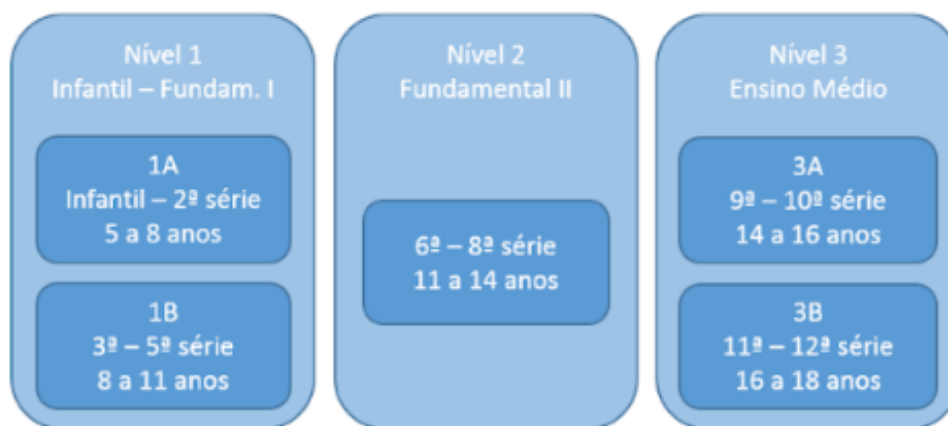 Nível 1
Infantil – Fundam. I
1A
Infantil – 2ª série
5 a 8 anos
1B
3ª – 5ª série
8 a 11 anos
Nível 2
Fundamental II
6ª – 8ª série
11 a 14 anos
Nível 3
Ensino Médio
3A
9ª – 10ª série
14 a 16 anos
3B
11ª – 12ª série
16 a 18 anos